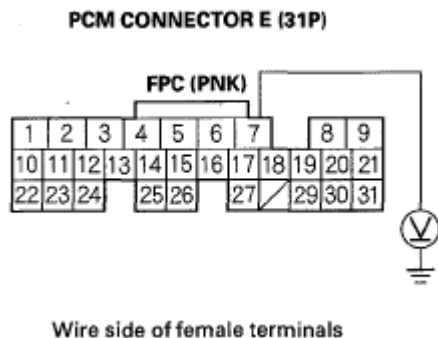 PCM CONNECTOR E (31P)
FPC (PNK)
1 2 3 4 5 6 7 8 9
10 11 12 13 14 15 16 17 18 19 20 21
22 23 24 25 26 27 29 30 31
V
Wire side of female terminals